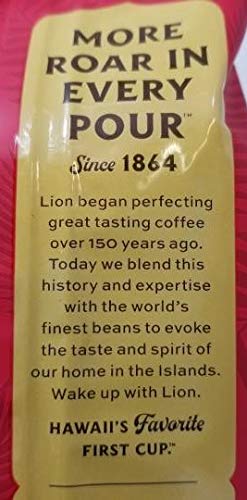 MORE
ROAR IN
EVERY
POUR™
Since 1864
Lion began perfecting
great tasting coffee
over 150 years ago.
Today we blend this
history and expertise
with the world's
finest beans to evoke
the taste and spirit of
our home in the Islands.
Wake up with Lion.
HAWAII'S Favorite
FIRST CUP.™